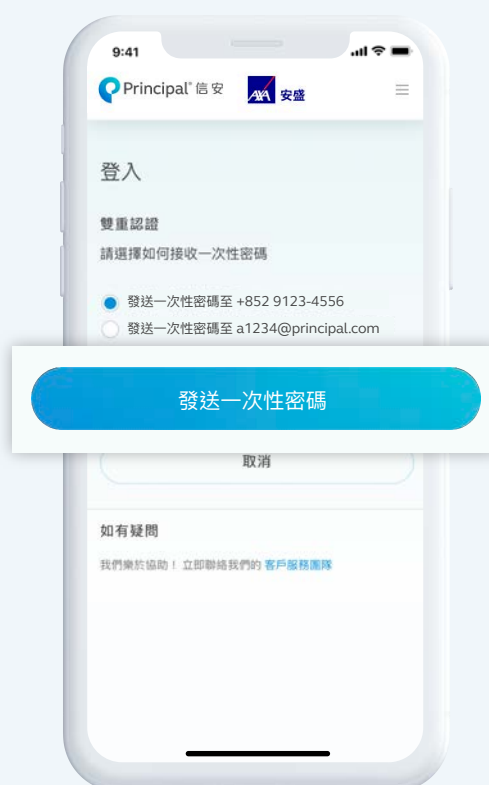 9:41
Principal® 信安 AXA 安盛
登入
雙重認證
請選擇如何接收一次性密碼
發送一次性密碼至 +852 9123-4556
發送一次性密碼至 a1234@principal.com
發送一次性密碼
取消
如有疑問
我們樂於協助！ 立即聯絡我們的 客戶服務團隊